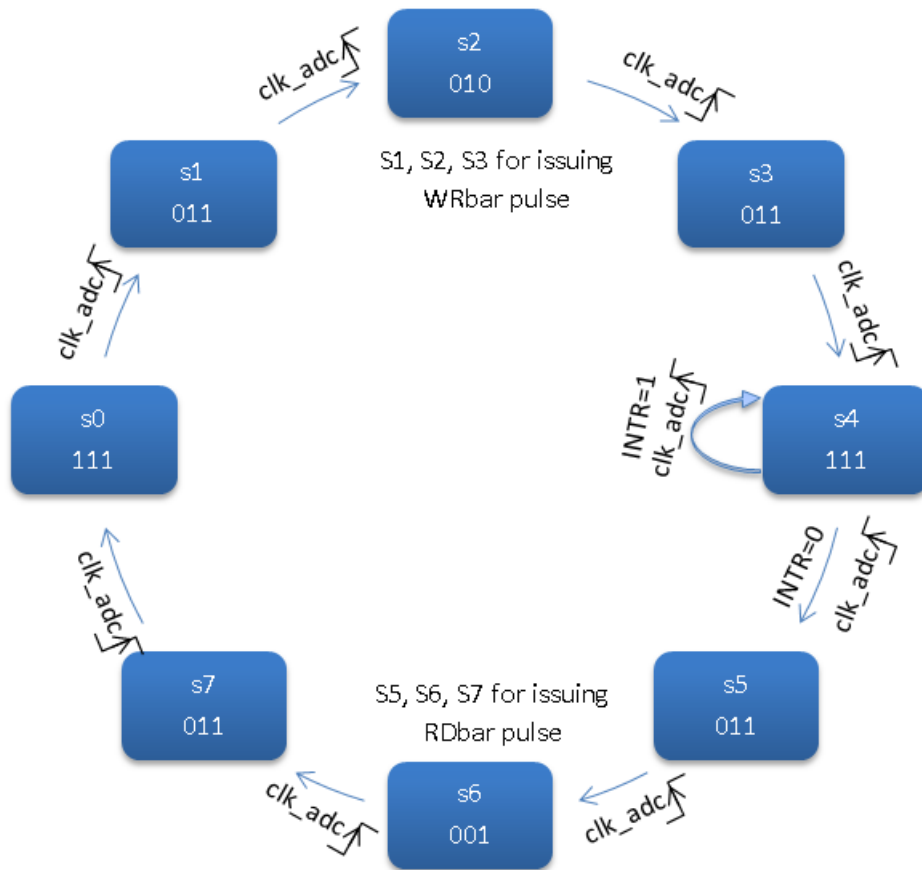 s2
010
clk_adc
clk_adc
s1
011
S1, S2, S3 for issuing
WRbar pulse
s3
011
clk_adc
clk_adc
s0
111
INTR=1
clk_adc
s4
111
clk_adc
INTR=0
clk_adc
s7
011
S5, S6, S7 for issuing
RDbar pulse
s5
011
clk_adc
s6
001
clk_adc